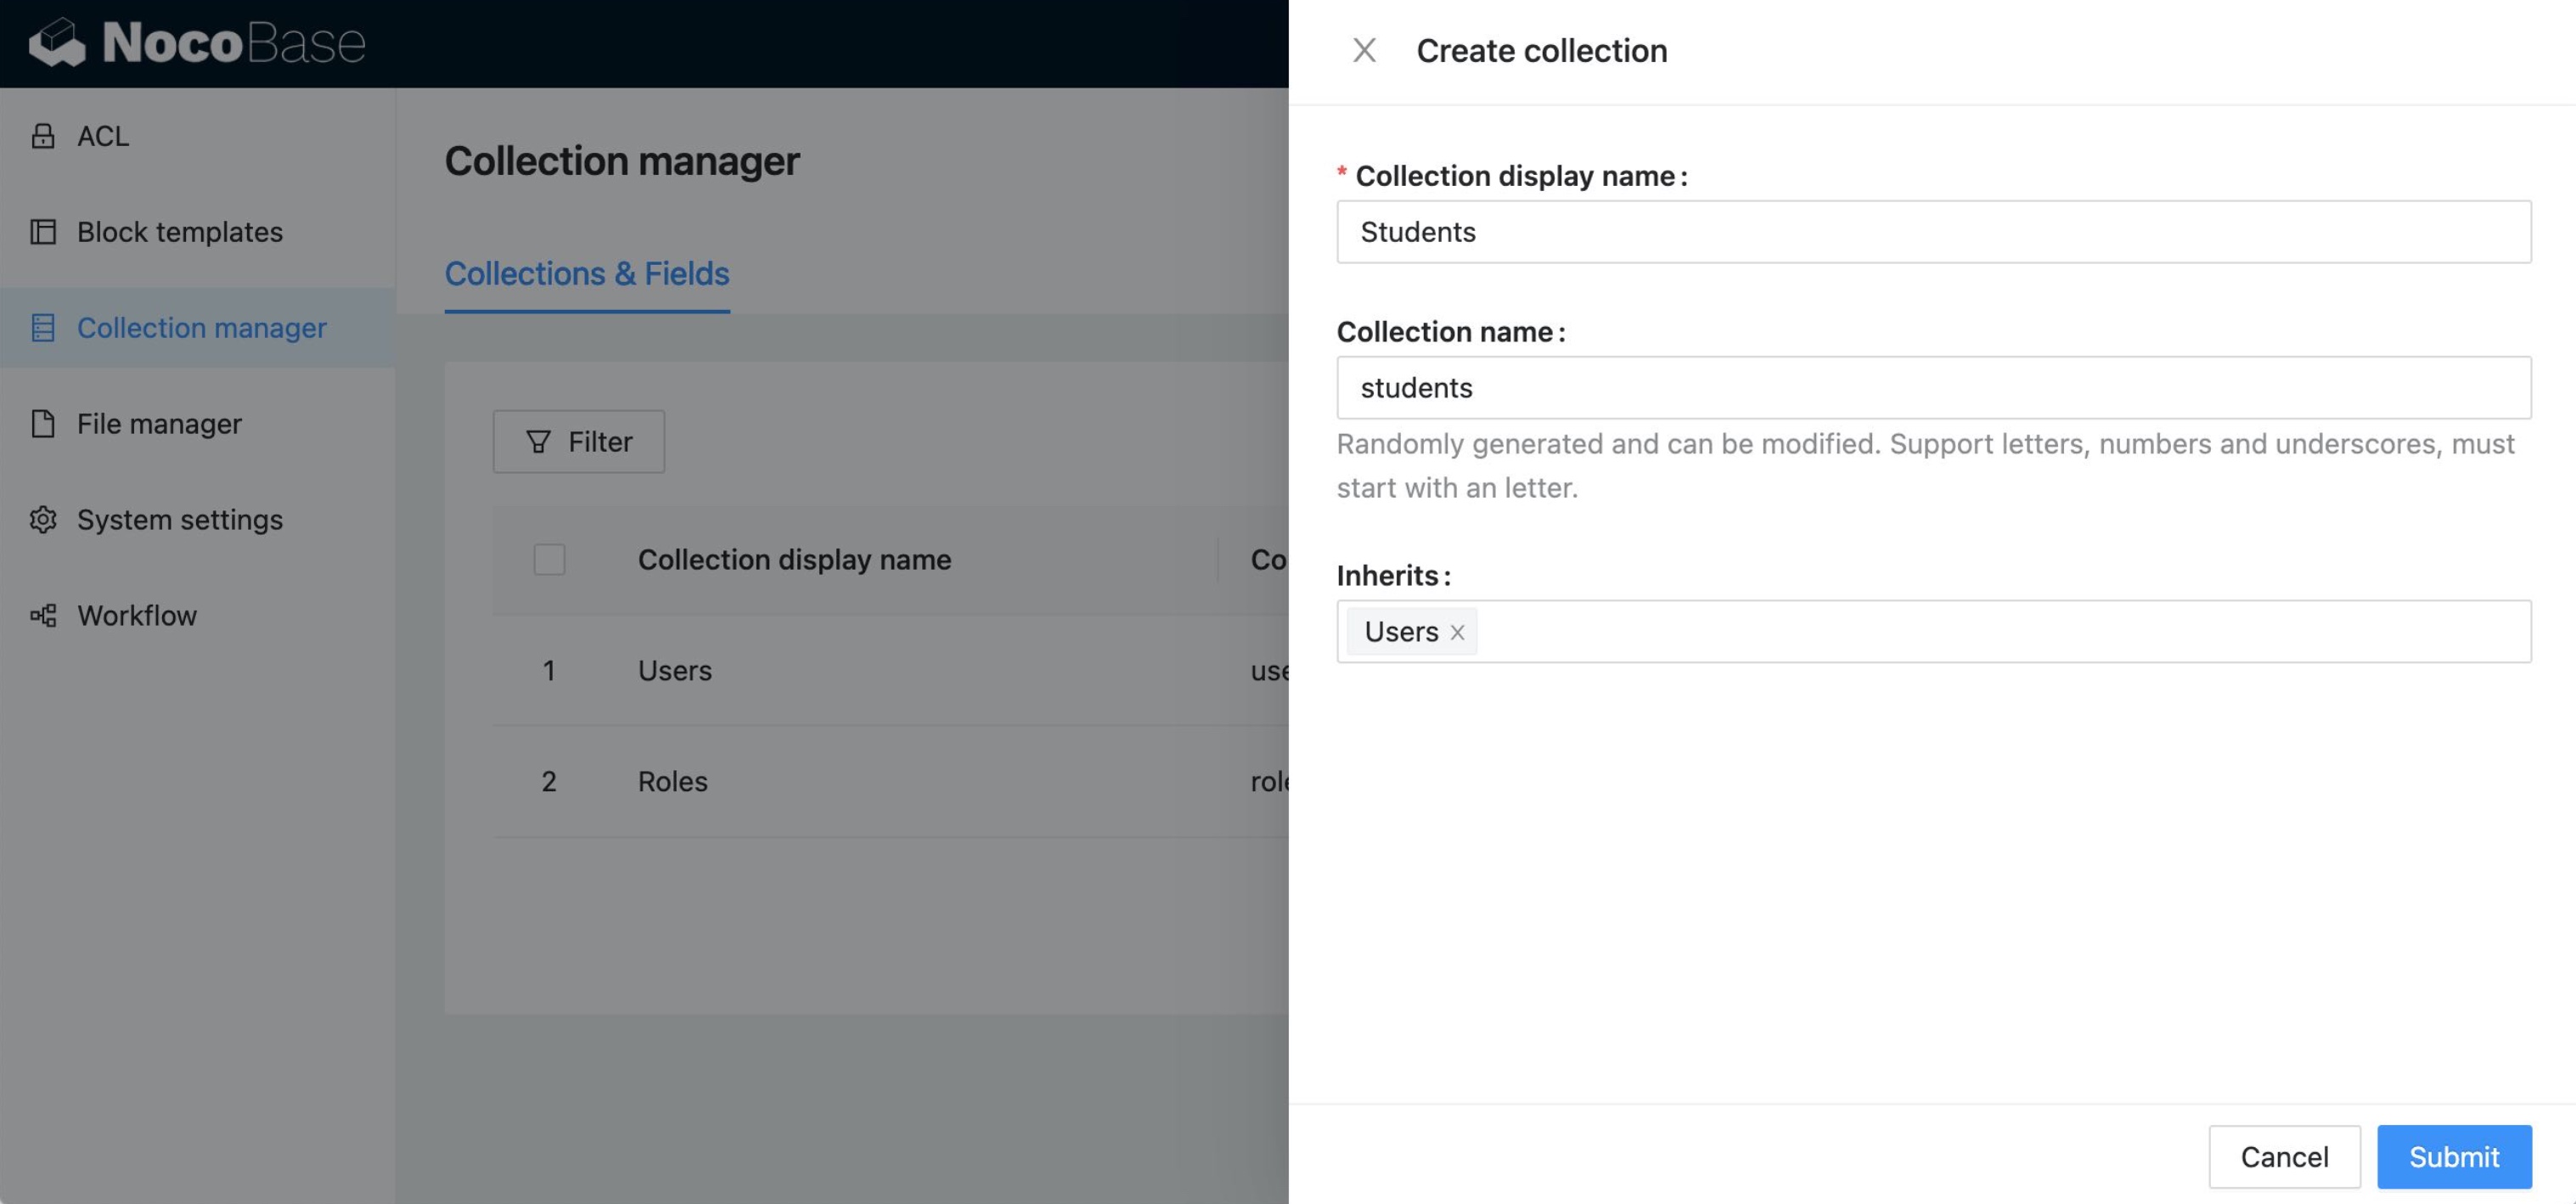 NocoBase
ACL
Block templates
Collection manager
File manager
System settings
Workflow
Collection manager
Collections & Fields
Filter
Collection display name
Co
1 Users use
2 Roles role
Create collection
* Collection display name :
Students
Collection name :
students
Randomly generated and can be modified. Support letters, numbers and underscores, must
start with an letter.
Inherits :
Users
Cancel Submit